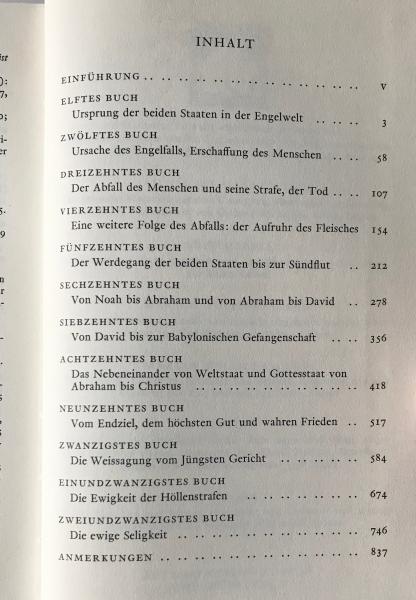 INHALT
EINFÜHRUNG .. .. .. .. .. .. .. .. .. .. .. .. V
ELFTES BUCH
Ursprung der beiden Staaten in der Engelwelt .. .. .. 3
ZWÖLFTES BUCH
Ursache des Engelfalls, Erschaffung des Menschen .. .. 58
DREIZEHNTES BUCH
Der Abfall des Menschen und seine Strafe, der Tod .. .. 107
VIERZEHNTES BUCH
Eine weitere Folge des Abfalls: der Aufruhr des Fleisches 154
FÜNFZEHNTES BUCH
Der Werdegang der beiden Staaten bis zur Sündflut .. 212
SECHZEHNTES BUCH
Von Noah bis Abraham und von Abraham bis David .. .. 278
SIEBZEHNTES BUCH
Von David bis zur Babylonischen Gefangenschaft .. .. 356
ACHTZEHNTES BUCH
Das Nebeneinander von Weltstaat und Gottesstaat von
Abraham bis Christus .. .. .. .. .. .. .. .. 418
NEUNZEHNTES BUCH
Vom Endziel, dem höchsten Gut und wahren Frieden .. 517
ZWANZIGSTES BUCH
Die Weissagung vom Jüngsten Gericht .. .. .. .. 584
EINUNDZWANZIGSTES BUCH
Die Ewigkeit der Höllenstrafen .. .. .. .. .. .. 674
ZWEIUNDZWANZIGSTES BUCH
Die ewige Seligkeit .. .. .. .. .. .. .. .. .. 746
ANMERKUNGEN .. .. .. .. .. .. .. .. .. .. .. 837